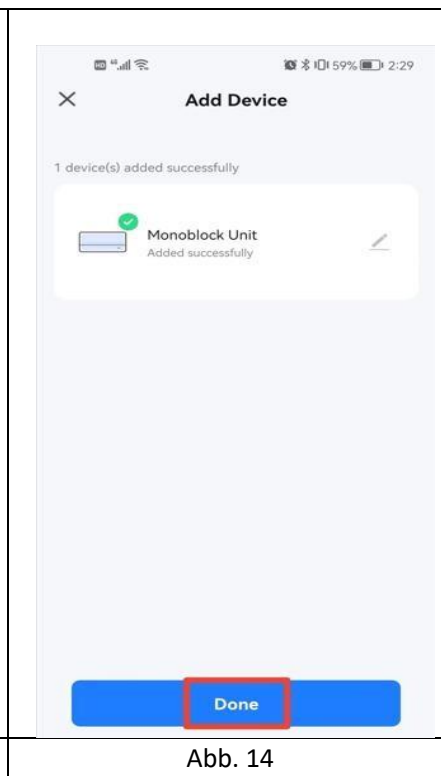 59% 2:29
Add Device
1 device(s) added successfully
Monoblock Unit
Added successfully
Done
Abb. 14